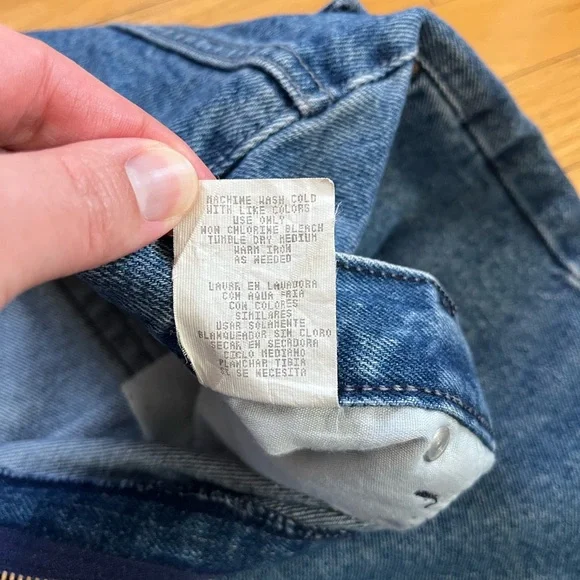 MACHINE WASH COLD
WITH LIKE COLORS
USE ONLY
NON CHLORINE BLEACH
TUMBLE DRY MEDIUM
WARM IRON
AS NEEDED
LAVAR EN LAVADORA
CON AGUA FRIA
CON COLORES
SIMILARES
USAR SOLAMENTE
BLANQUEADOR SIN CLORO
SECAR EN SECADORA
CICLO MEDIANO
PLANCHAR TIBIA
SI SE NECESITA